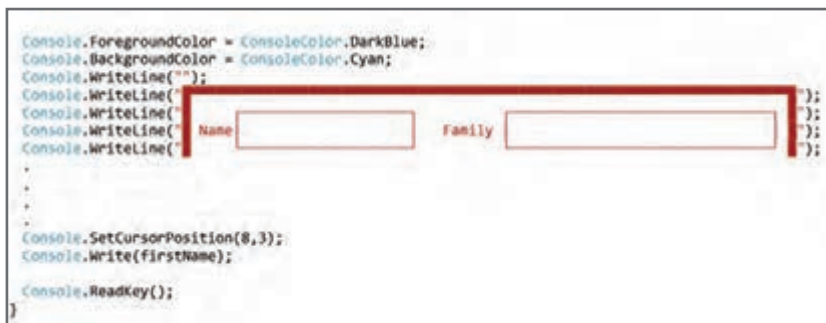 Console.ForegroundColor = ConsoleColor.DarkBlue;
Console.BackgroundColor = ConsoleColor.Cyan;
Console.WriteLine("");
Console.WriteLine(" ");
Console.WriteLine(" ");
Console.WriteLine(" Name Family ");
Console.WriteLine(" ");
.
.
.
.
Console.SetCursorPosition(8,3);
Console.Write(firstName);
Console.ReadKey();
}